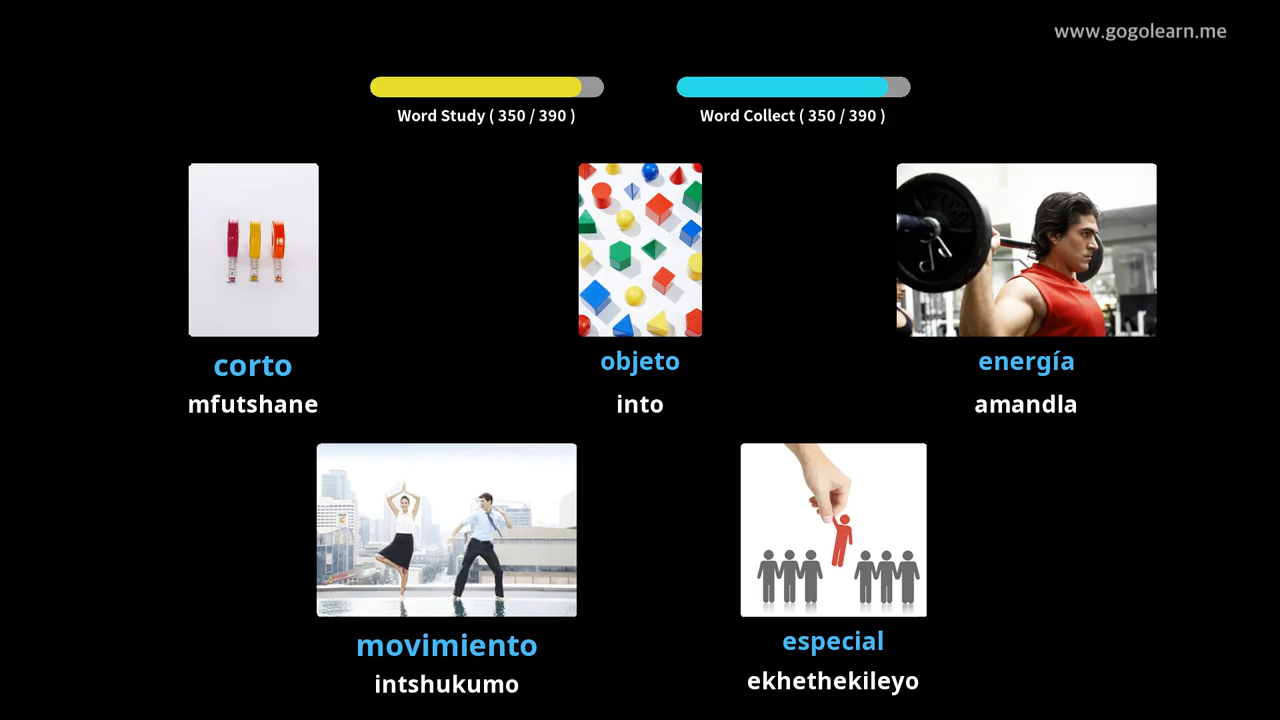 www.gogolearn.me
Word Study ( 350 / 390 )
Word Collect ( 350 / 390 )
corto
objeto
energía
mfutshane
into
amandla
movimiento
especial
intshukumo
ekhethekileyo